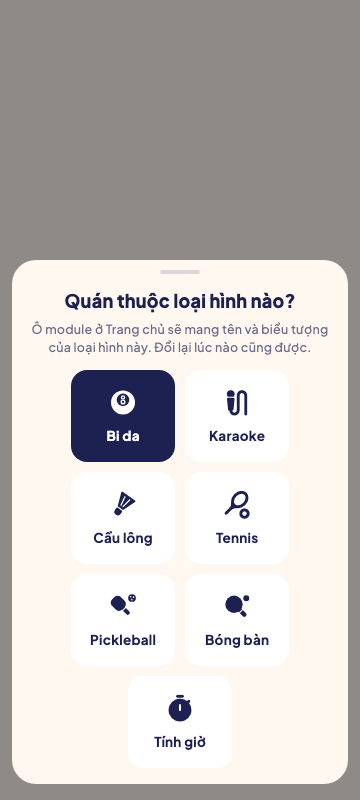 Quán thuộc loại hình nào?
Ô module ở Trang chủ sẽ mang tên và biểu tượng
của loại hình này. Đổi lại lúc nào cũng được.
8
Bi da
Karaoke
Cầu lông
Tennis
Pickleball
Bóng bàn
Tính giờ